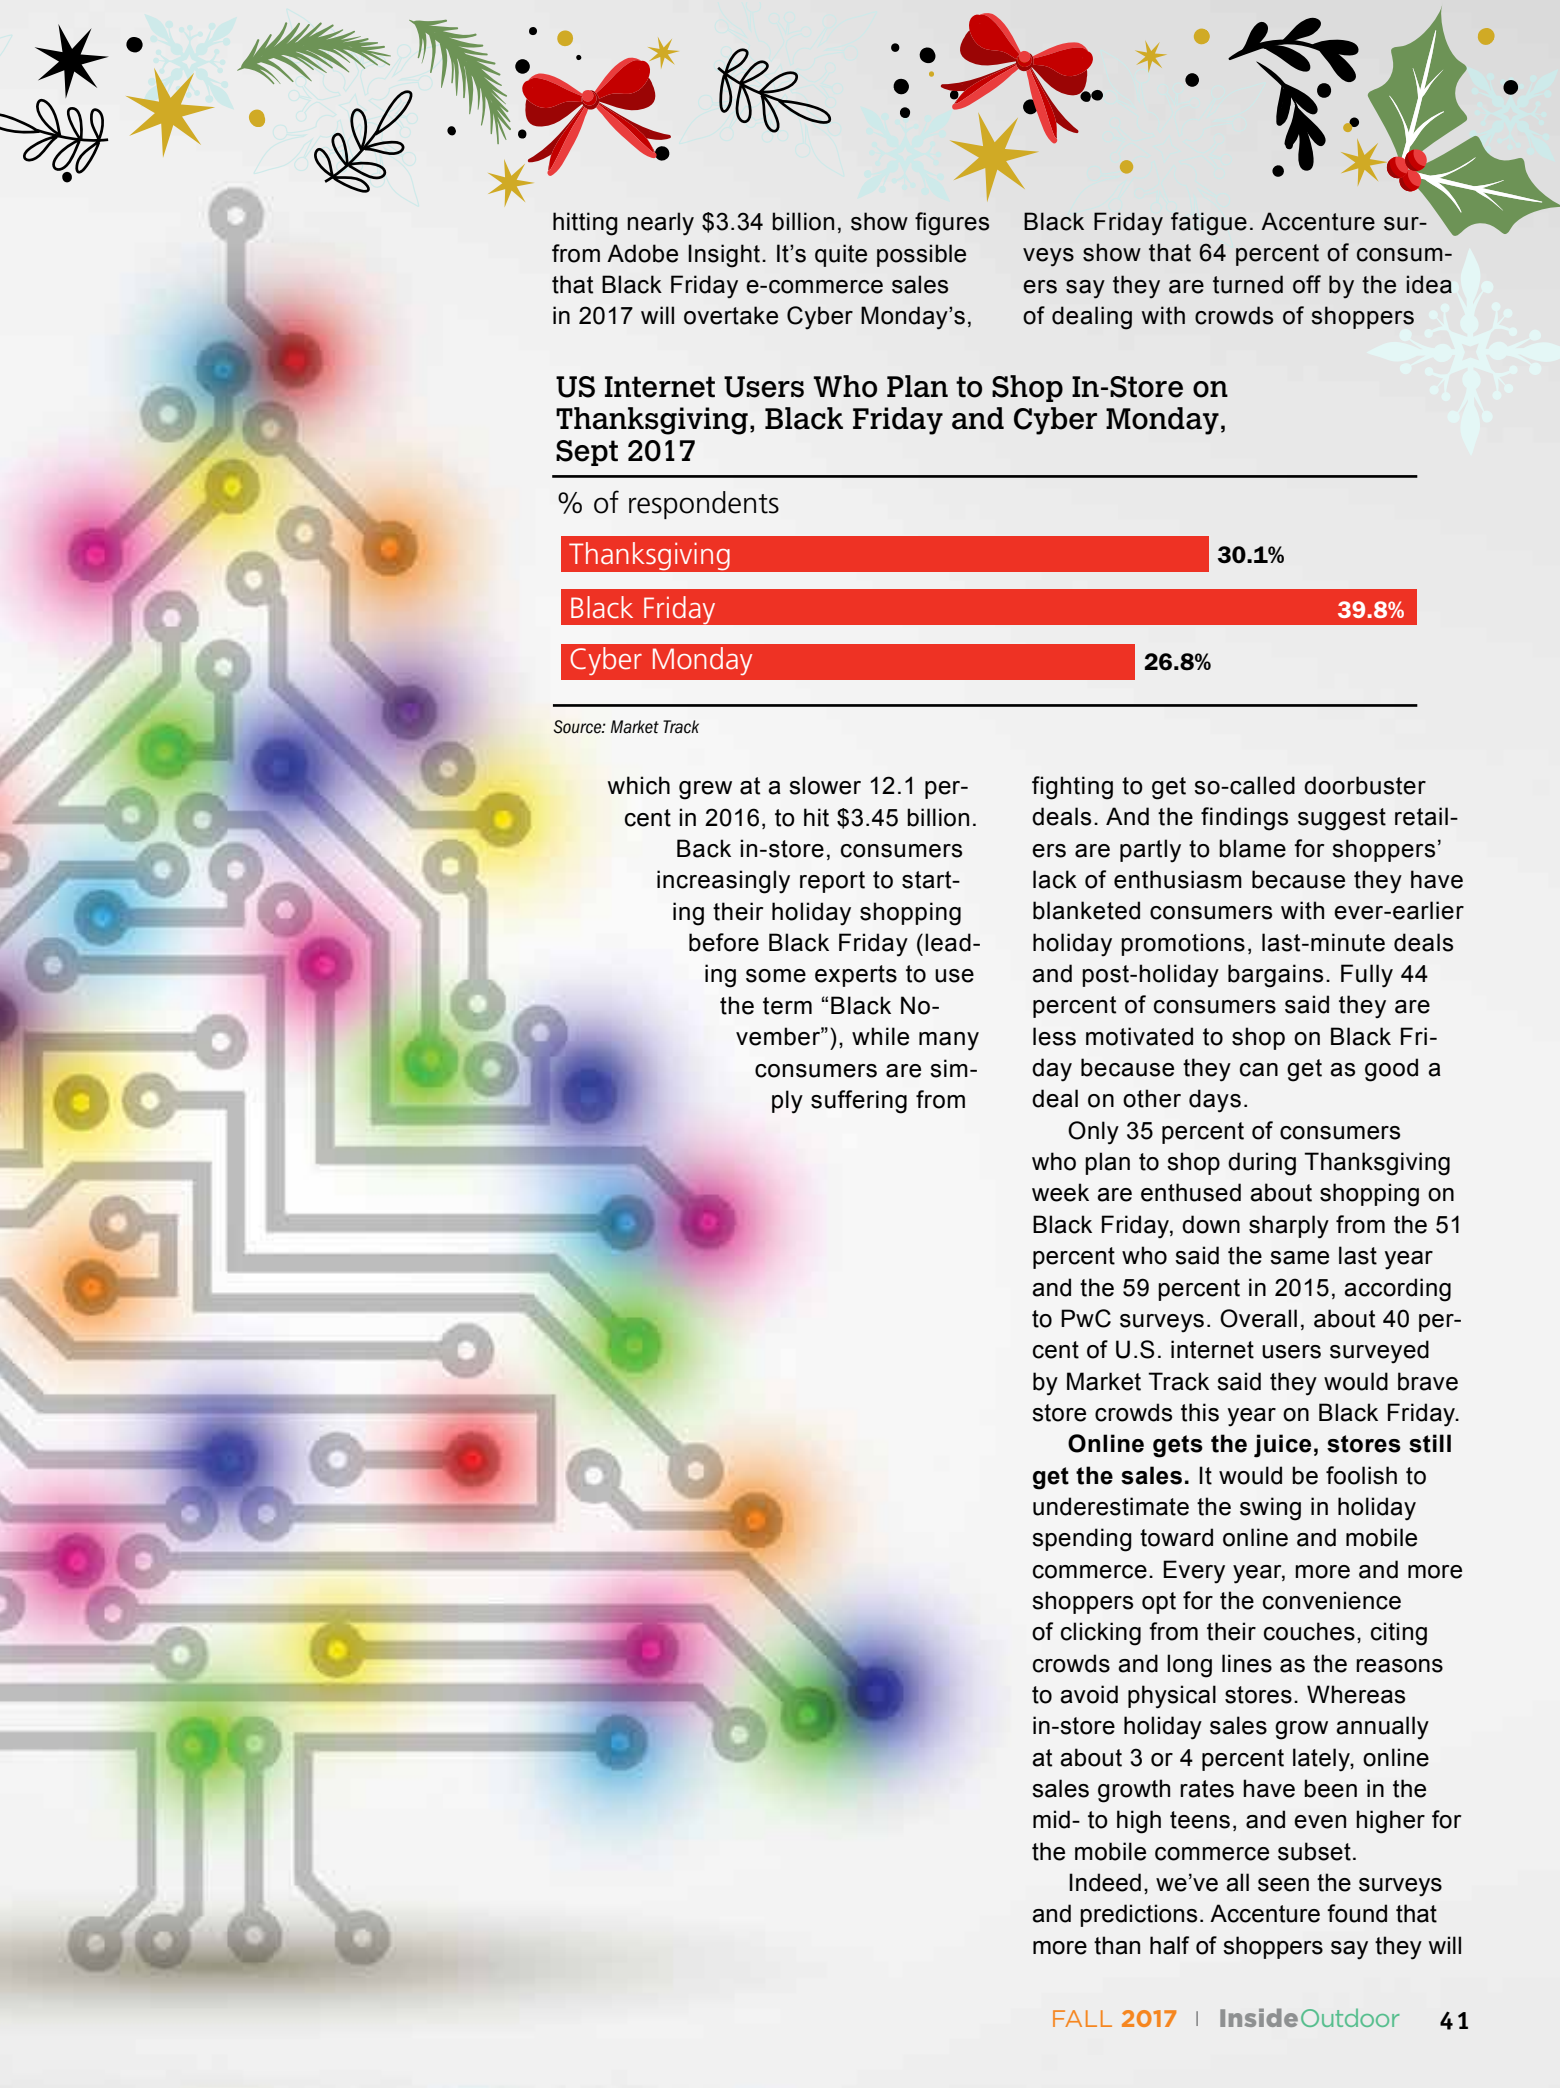 hitting nearly $3.34 billion, show figures
from Adobe Insight. It's quite possible
that Black Friday e-commerce sales
in 2017 will overtake Cyber Monday's,
Black Friday fatigue. Accenture sur-
veys show that 64 percent of consum-
ers say they are turned off by the idea
of dealing with crowds of shoppers
US Internet Users Who Plan to Shop In-Store on
Thanksgiving, Black Friday and Cyber Monday,
Sept 2017
% of respondents
Thanksgiving 30.1%
Black Friday 39.8%
Cyber Monday 26.8%
Source: Market Track
which grew at a slower 12.1 per-
cent in 2016, to hit $3.45 billion.
Back in-store, consumers
increasingly report to start-
ing their holiday shopping
before Black Friday (lead-
ing some experts to use
the term “Black No-
vember”), while many
consumers are sim-
ply suffering from
fighting to get so-called doorbuster
deals. And the findings suggest retail-
ers are partly to blame for shoppers’
lack of enthusiasm because they have
blanketed consumers with ever-earlier
holiday promotions, last-minute deals
and post-holiday bargains. Fully 44
percent of consumers said they are
less motivated to shop on Black Fri-
day because they can get as good a
deal on other days.
Only 35 percent of consumers
who plan to shop during Thanksgiving
week are enthused about shopping on
Black Friday, down sharply from the 51
percent who said the same last year
and the 59 percent in 2015, according
to PwC surveys. Overall, about 40 per-
cent of U.S. internet users surveyed
by Market Track said they would brave
store crowds this year on Black Friday.
Online gets the juice, stores still
get the sales. It would be foolish to
underestimate the swing in holiday
spending toward online and mobile
commerce. Every year, more and more
shoppers opt for the convenience
of clicking from their couches, citing
crowds and long lines as the reasons
to avoid physical stores. Whereas
in-store holiday sales grow annually
at about 3 or 4 percent lately, online
sales growth rates have been in the
mid- to high teens, and even higher for
the mobile commerce subset.
Indeed, we’ve all seen the surveys
and predictions. Accenture found that
more than half of shoppers say they will
FALL 2017 | InsideOutdoor 41